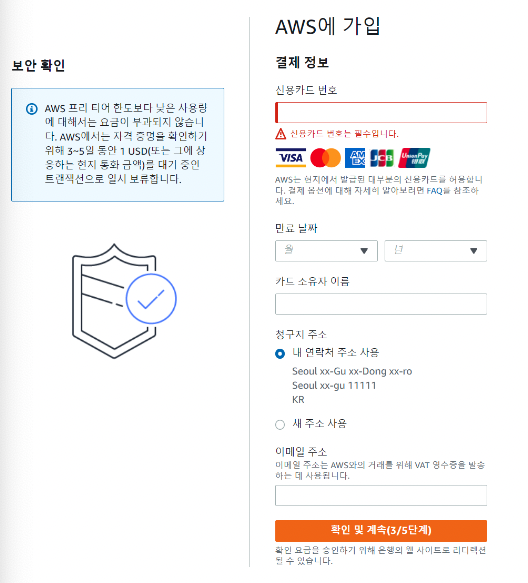 보안 확인
AWS 프리 티어 한도보다 낮은 사용량
에 대해서는 요금이 부과되지 않습니
다. AWS에서는 자격 증명을 확인하기
위해 3~5일 동안 1 USD(또는 그에 상
응하는 현지 통화 금액)를 대기 중인
트랜잭션으로 일시 보류합니다.
AWS에 가입
결제 정보
신용카드 번호
신용카드 번호는 필수입니다.
VISA AMEX JCB UnionPay
AWS는 현지에서 발급된 대부분의 신용카드를 허용합니
다. 결제 옵션에 대해 자세히 알아보려면 FAQ를 참조하
세요.
만료 날짜
월 년
카드 소유자 이름
청구지 주소
내 연락처 주소 사용
Seoul xx-Gu xx-Dong xx-ro
Seoul xx-gu 11111
KR
새 주소 사용
이메일 주소
이메일 주소는 AWS와의 거래를 위해 VAT 영수증을 발송
하는 데 사용됩니다.
확인 및 계속(3/5단계)
확인 요금을 승인하기 위해 은행의 웹 사이트로 리디렉션
될 수 있습니다.